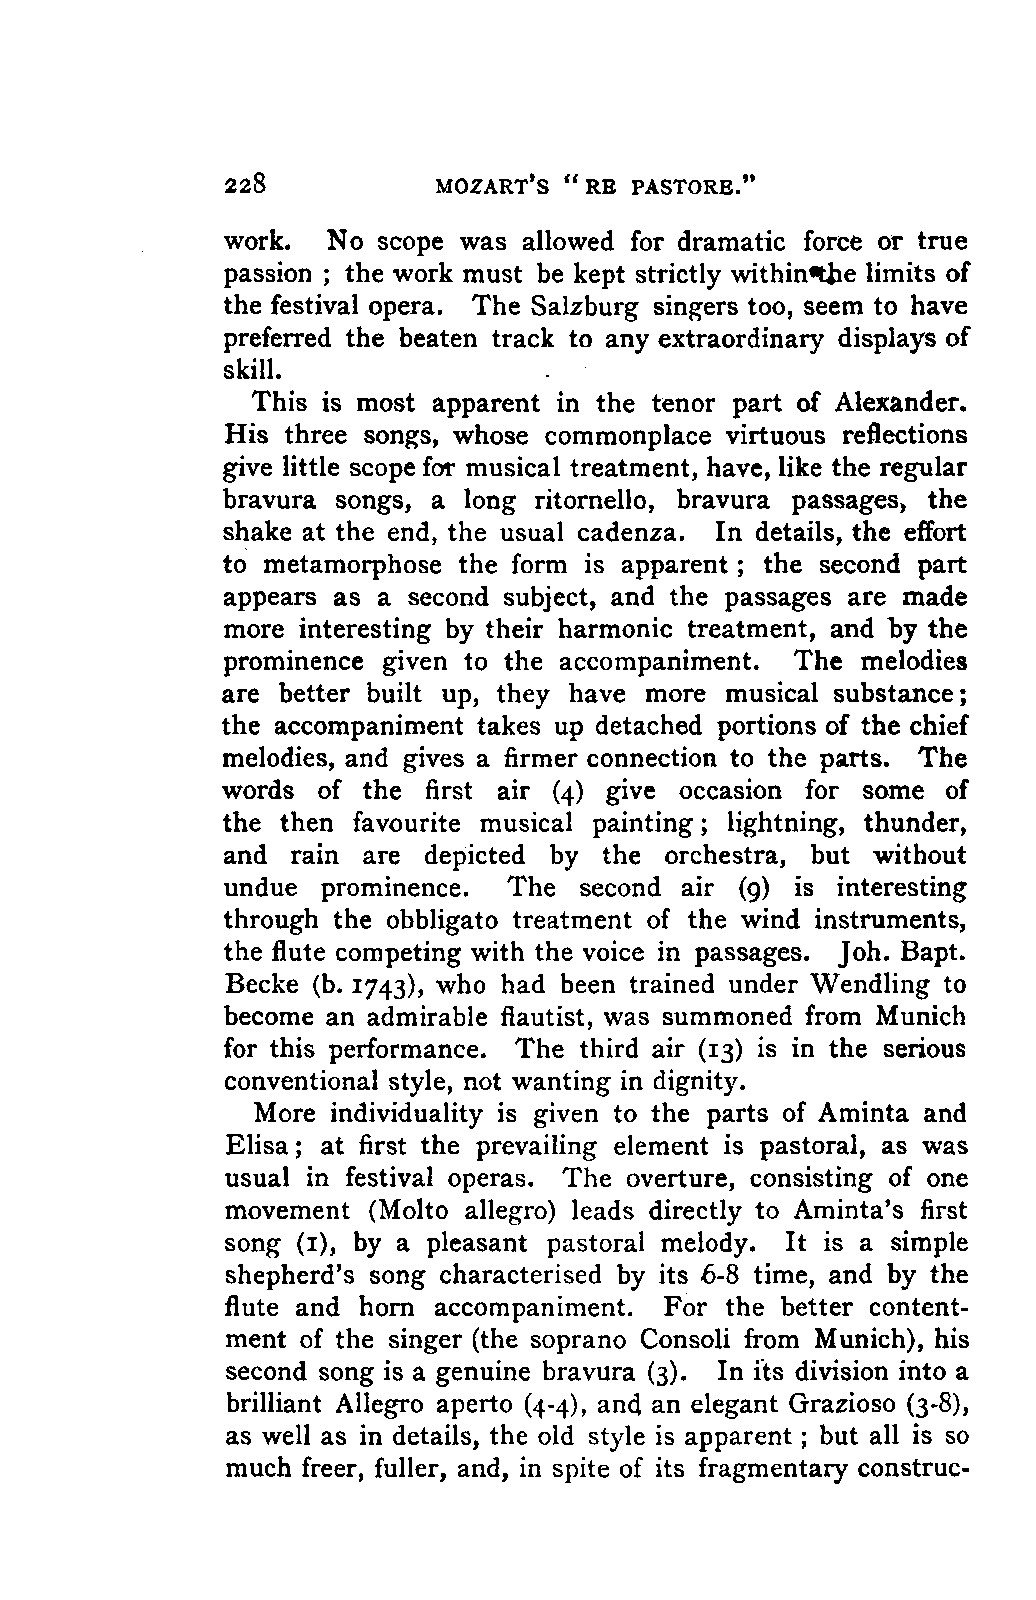 228 MOZART'S "RE PASTORE."
work. No scope was allowed for dramatic force or true
passion ; the work must be kept strictly within the limits of
the festival opera. The Salzburg singers too, seem to have
preferred the beaten track to any extraordinary displays of
skill.
This is most apparent in the tenor part of Alexander.
His three songs, whose commonplace virtuous reflections
give little scope for musical treatment, have, like the regular
bravura songs, a long ritornello, bravura passages, the
shake at the end, the usual cadenza. In details, the effort
to metamorphose the form is apparent ; the second part
appears as a second subject, and the passages are made
more interesting by their harmonic treatment, and by the
prominence given to the accompaniment. The melodies
are better built up, they have more musical substance;
the accompaniment takes up detached portions of the chief
melodies, and gives a firmer connection to the parts. The
words of the first air (4) give occasion for some of
the then favourite musical painting ; lightning, thunder,
and rain are depicted by the orchestra, but without
undue prominence. The second air (9) is interesting
through the obbligato treatment of the wind instruments,
the flute competing with the voice in passages. Joh. Bapt.
Becke (b. 1743), who had been trained under Wendling to
become an admirable flautist, was summoned from Munich
for this performance. The third air (13) is in the serious
conventional style, not wanting in dignity.
More individuality is given to the parts of Aminta and
Elisa ; at first the prevailing element is pastoral, as was
usual in festival operas. The overture, consisting of one
movement (Molto allegro) leads directly to Aminta's first
song (1), by a pleasant pastoral melody. It is a simple
shepherd's song characterised by its 6-8 time, and by the
flute and horn accompaniment. For the better content-
ment of the singer (the soprano Consoli from Munich), his
second song is a genuine bravura (3). In its division into a
brilliant Allegro aperto (4-4), and an elegant Grazioso (3-8),
as well as in details, the old style is apparent ; but all is so
much freer, fuller, and, in spite of its fragmentary construc-